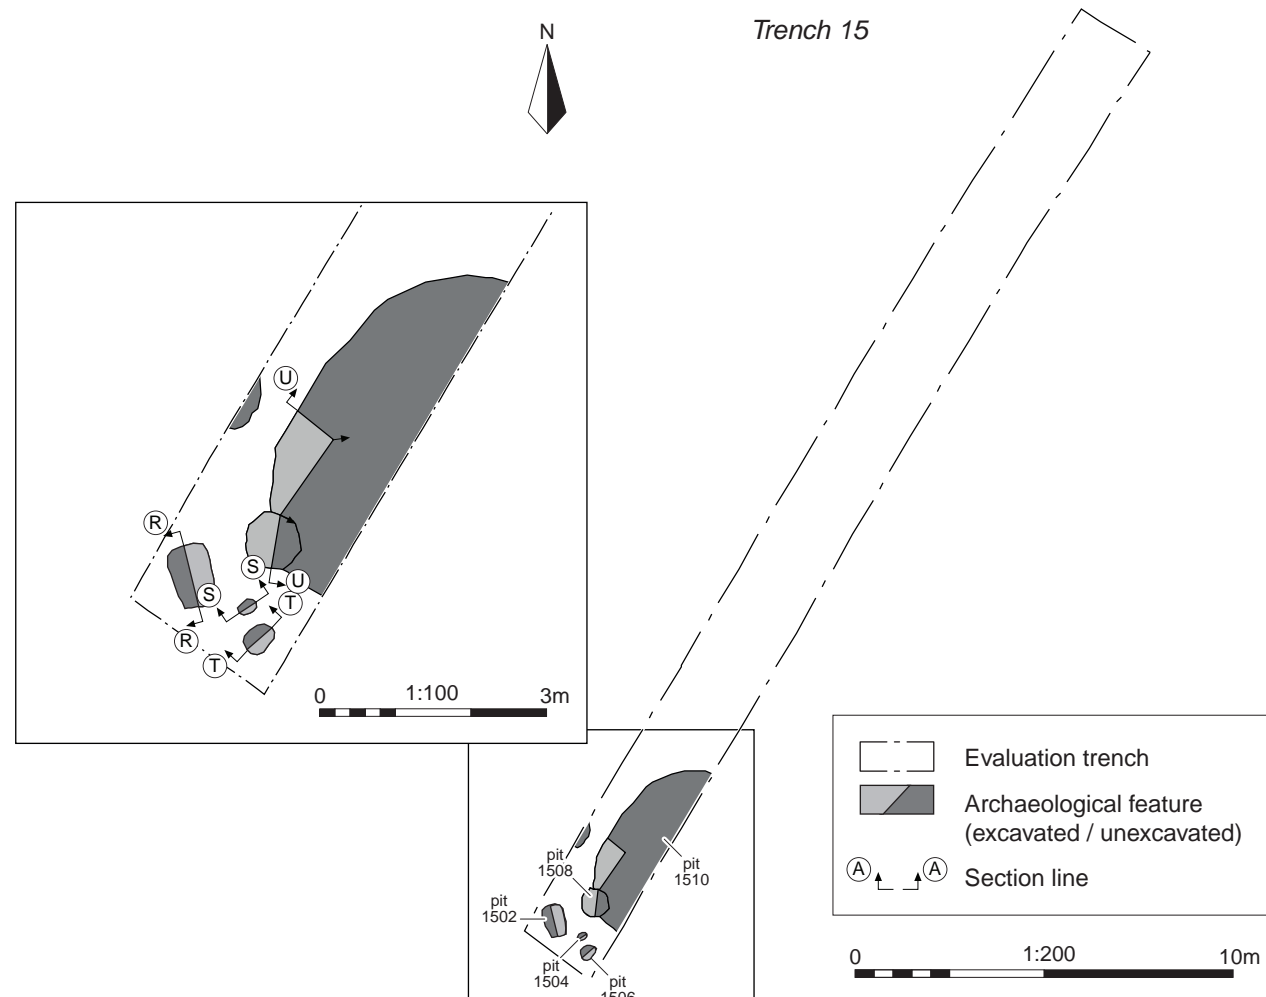 Trench 15
N
U
R
S
S
U
T
R
T
0 1:100 3m
pit
1508
pit
1510
pit
1502
pit
1504
pit
1506
Evaluation trench
Archaeological feature
(excavated / unexcavated)
A A Section line
0 1:200 10m